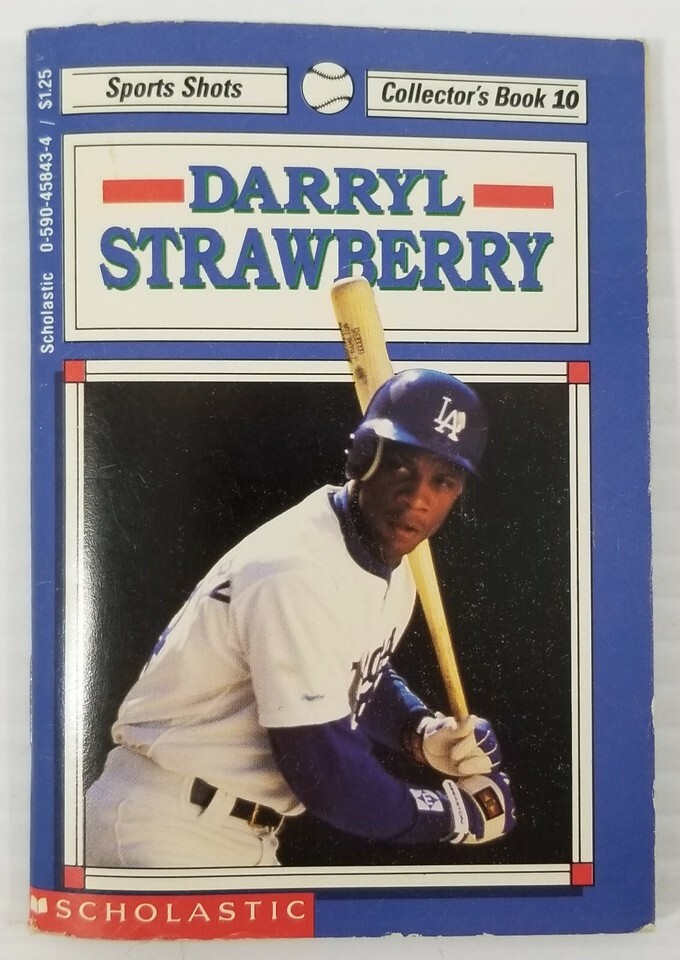 Sports Shots
Collector's Book 10
DARRYL
STRAWBERRY
Scholastic 0-590-45843-4 / $1.25
LA
SCHOLASTIC